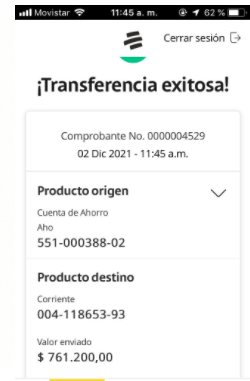 Movistar 11:45 a. m. 62 %
Cerrar sesión
¡Transferencia exitosa!
Comprobante No. 0000004529
02 Dic 2021 - 11:45 a.m.
Producto origen
Cuenta de Ahorro
Aho
551-000388-02
Producto destino
Corriente
004-118653-93
Valor enviado
$ 761.200,00